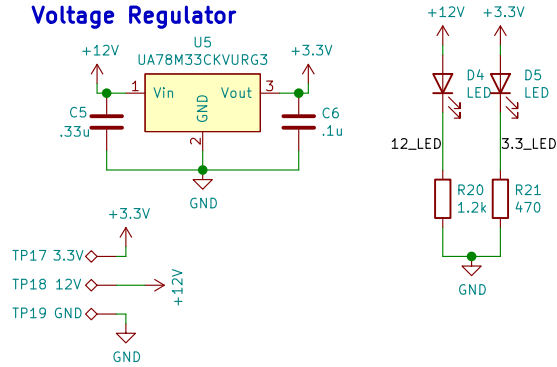 Voltage Regulator
U5
UA78M33CKVURG3
+12V
+3.3V
1
Vin
GND
Vout
3
2
C5
.33u
C6
.1u
GND
+12V
+3.3V
D4
LED
D5
LED
12_LED
3.3_LED
R20
1.2k
R21
470
GND
+3.3V
TP17 3.3V
TP18 12V
+12V
TP19 GND
GND